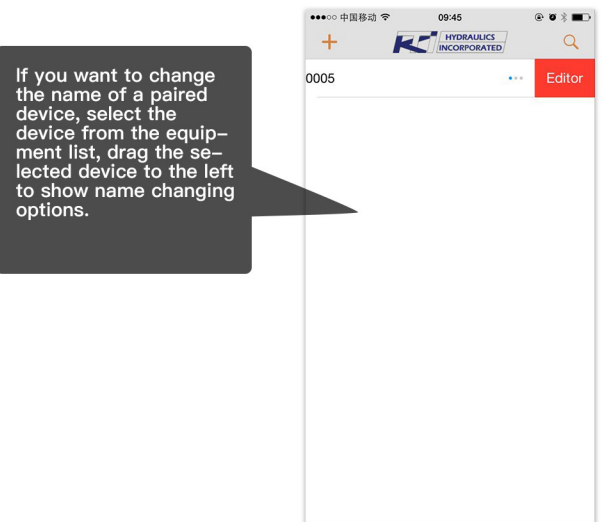 If you want to change
the name of a paired
device, select the
device from the equip–
ment list, drag the se–
lected device to the left
to show name changing
options.
中国移动
09:45
HYDRAULICS
INCORPORATED
0005
Editor